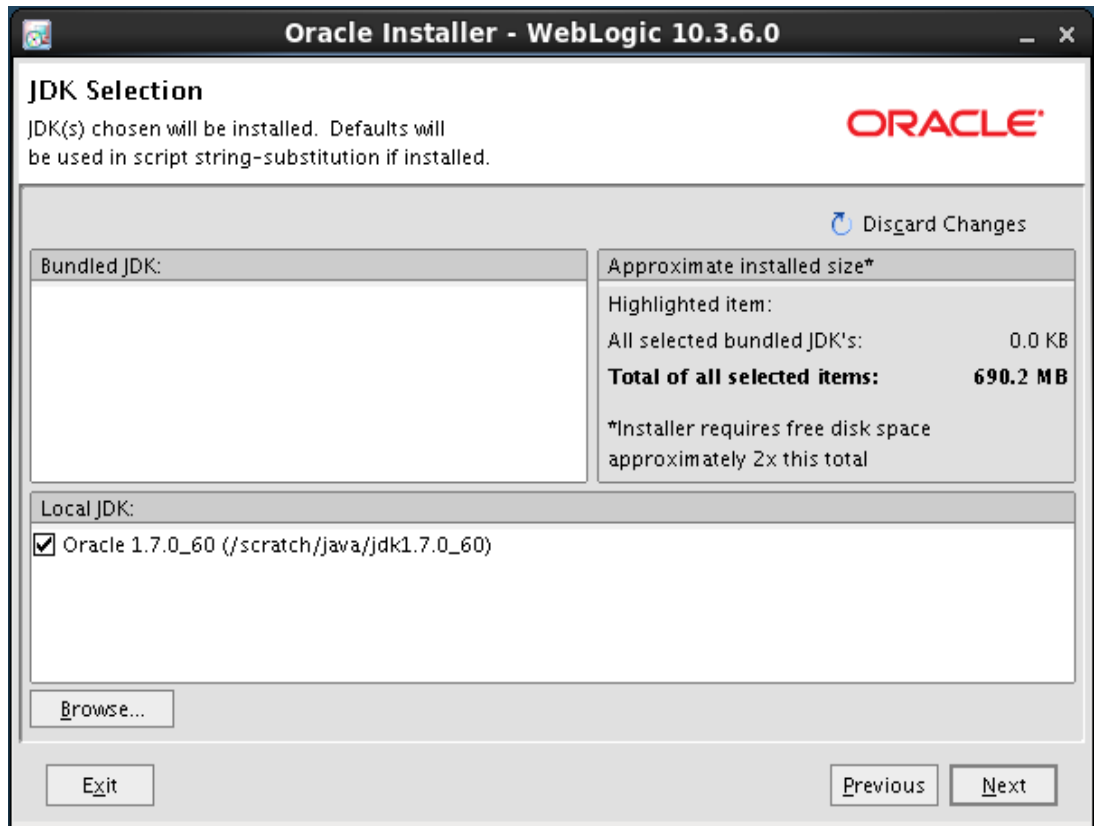 Oracle Installer - WebLogic 10.3.6.0
JDK Selection
JDK(s) chosen will be installed. Defaults will
be used in script string-substitution if installed.
ORACLE
Discard Changes
Bundled JDK:
Approximate installed size*
Highlighted item:
All selected bundled JDK's: 0.0 KB
Total of all selected items: 690.2 MB
*Installer requires free disk space
approximately 2x this total
Local JDK:
Oracle 1.7.0_60 (/scratch/java/jdk1.7.0_60)
Browse...
Exit
Previous
Next